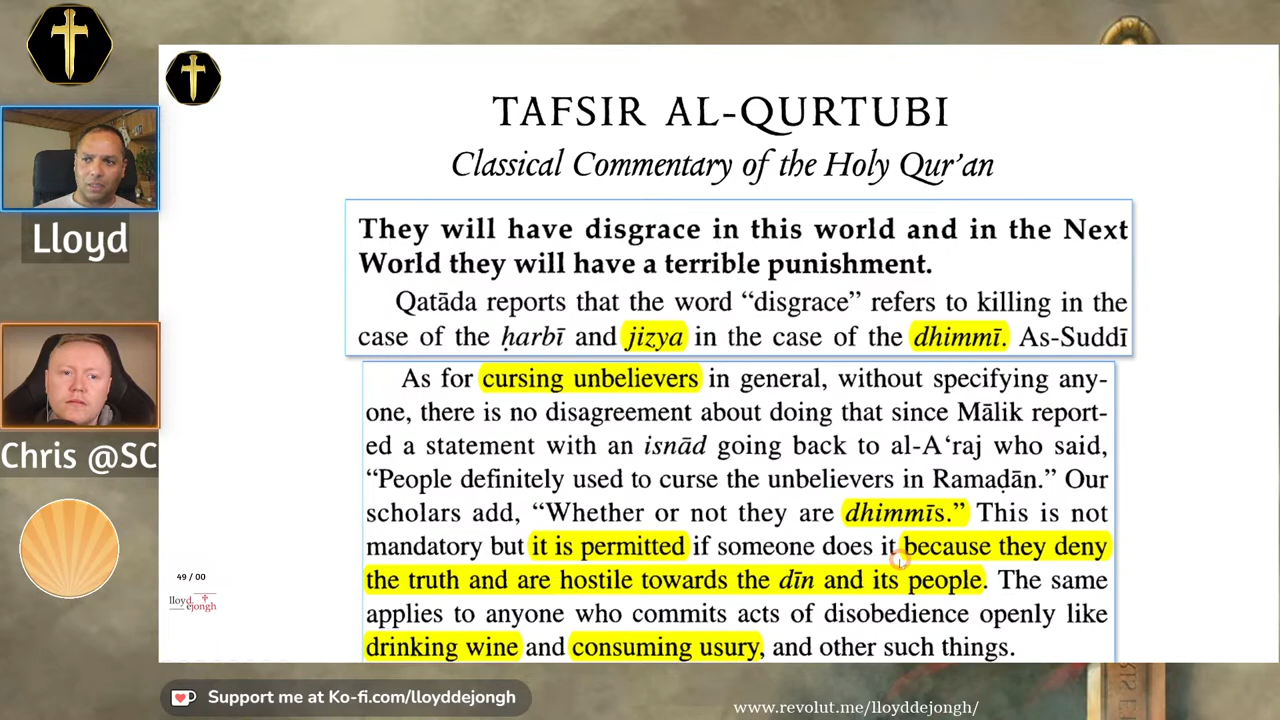 TAFSIR AL-QURTUBI
Classical Commentary of the Holy Qur'an
They will have disgrace in this world and in the Next
World they will have a terrible punishment.
Qatāda reports that the word “disgrace” refers to killing in the
case of the ḥarbī and jizya in the case of the dhimmī. As-Suddī
As for cursing unbelievers in general, without specifying any-
one, there is no disagreement about doing that since Mālik report-
ed a statement with an isnād going back to al-A‘raj who said,
“People definitely used to curse the unbelievers in Ramaḍān.” Our
scholars add, “Whether or not they are dhimmīs.” This is not
mandatory but it is permitted if someone does it because they deny
the truth and are hostile towards the dīn and its people. The same
applies to anyone who commits acts of disobedience openly like
drinking wine and consuming usury, and other such things.
Lloyd
Chris @SC
49 / 00
lloyd
dejongh
Support me at Ko-fi.com/lloyddejongh
www.revolut.me/lloyddejongh/